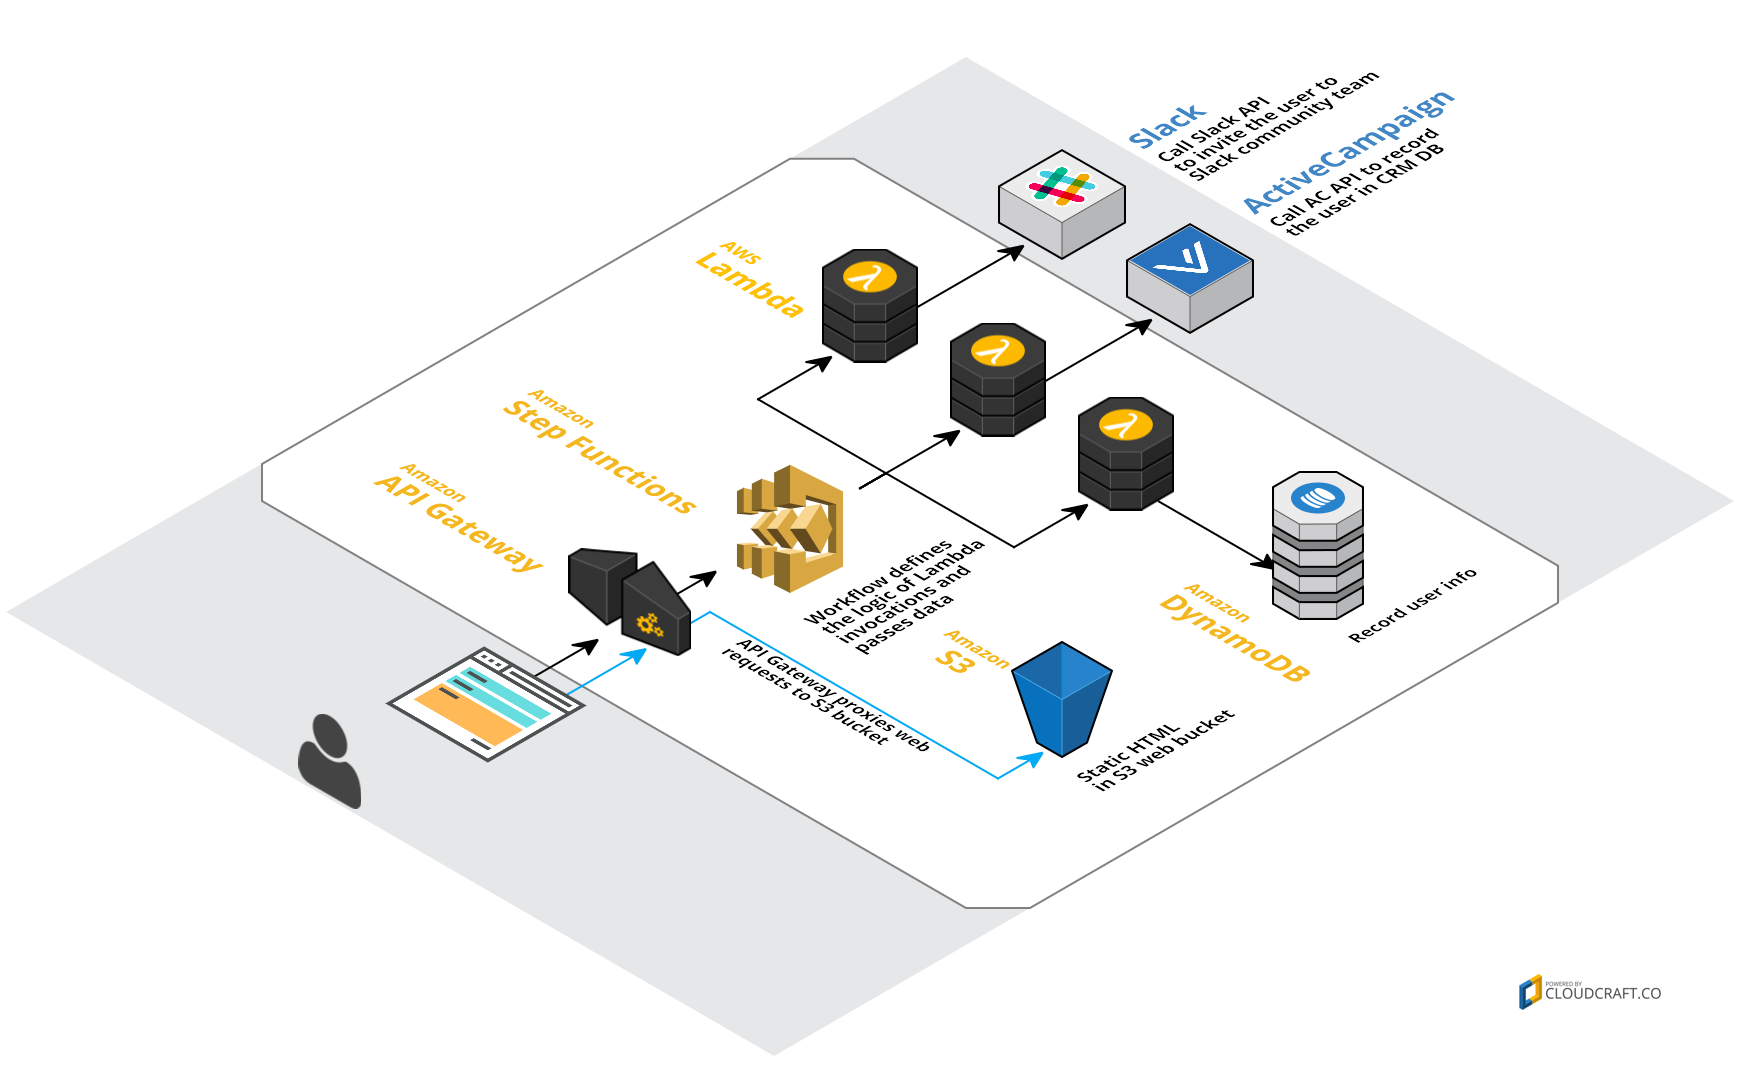 Slack
Call Slack API
to invite the user to
Slack community team
ActiveCampaign
Call AC API to record
the user in CRM DB
AWS
Lambda
Amazon
Step Functions
Amazon
API Gateway
Workflow defines
the logic of Lambda
invocations and
passes data
API Gateway proxies web
requests to S3 bucket
Amazon
S3
Static HTML
in S3 web bucket
Amazon
DynamoDB
Record user info
POWERED BY
CLOUDCRAFT.CO